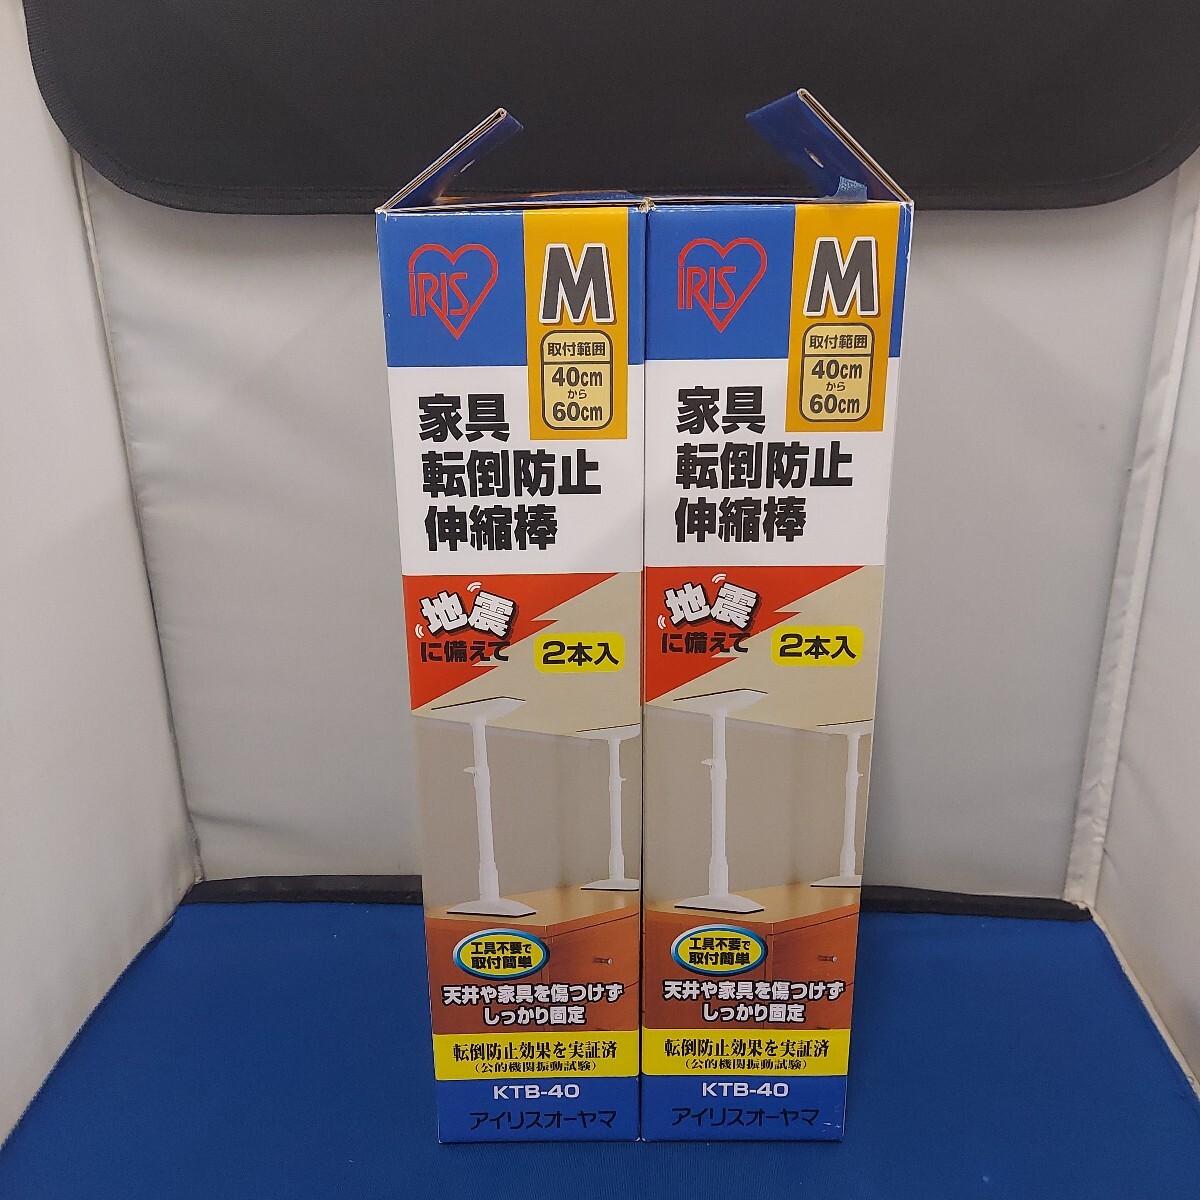 IRIS
M
取付範囲
40cm
から
60cm
家具
転倒防止
伸縮棒
地震
に備えて
2本入
工具不要で
取付簡単
天井や家具を傷つけず
しっかり固定
転倒防止効果を実証済
(公的機関振動試験)
KTB-40
アイリスオーヤマ
IRIS
M
取付範囲
40cm
から
60cm
家具
転倒防止
伸縮棒
地震
に備えて
2本入
工具不要で
取付簡単
天井や家具を傷つけず
しっかり固定
転倒防止効果を実証済
(公的機関振動試験)
KTB-40
アイリスオーヤマ